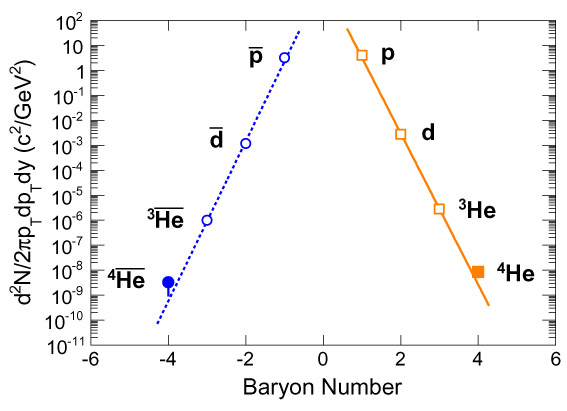 10²
10
1
10⁻¹
10⁻²
10⁻³
10⁻⁴
10⁻⁵
10⁻⁶
10⁻⁷
10⁻⁸
10⁻⁹
10⁻¹⁰
10⁻¹¹
d²N/2πp_Tdp_Tdy (c²/GeV²)
p̅
p
d̅
d
³H̅e̅
³He
⁴H̅e̅
⁴He
-6 -4 -2 0 2 4 6
Baryon Number